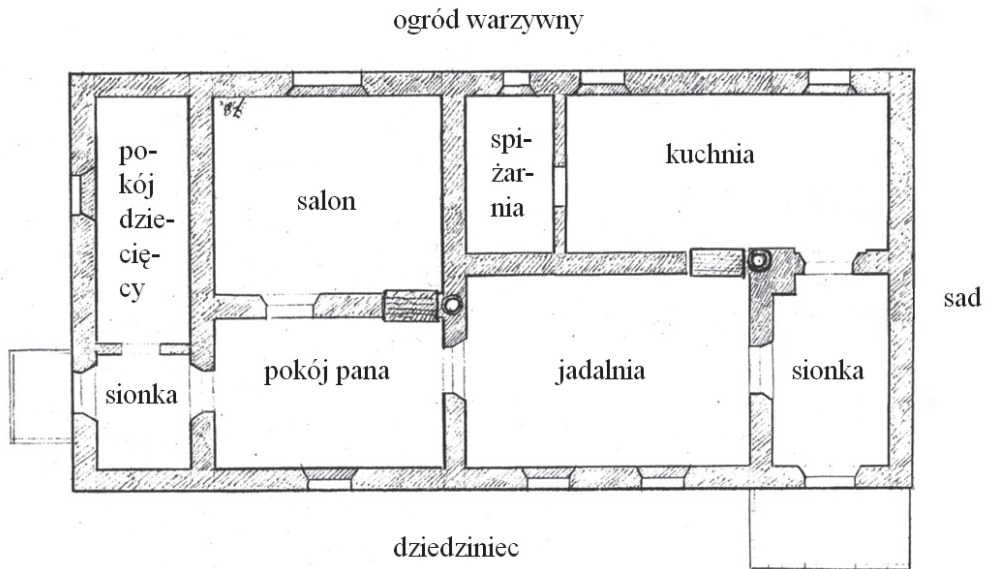 ogród warzywny
po-
kój
dzie-
cię-
cy
salon
spi-
żar-
nia
kuchnia
sad
sionka
pokój pana
jadalnia
sionka
dziedziniec